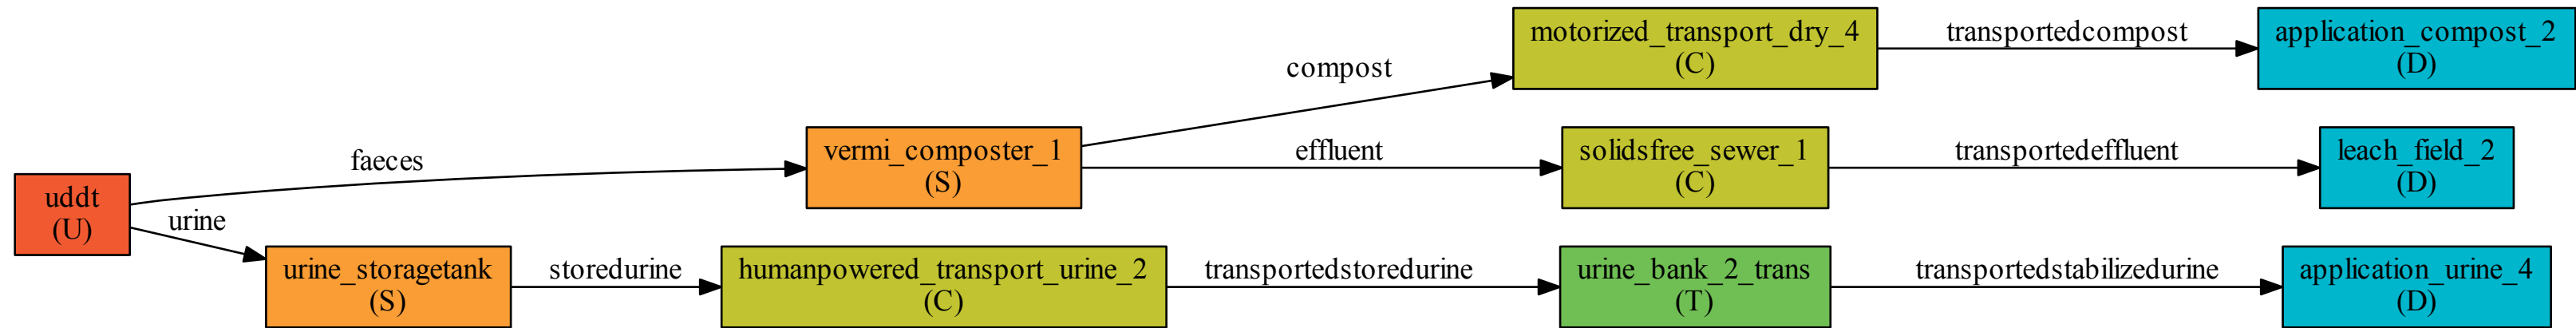 motorized_transport_dry_4
(C)
transportedcompost
application_compost_2
(D)
compost
faeces
vermi_composter_1
(S)
effluent
solidsfree_sewer_1
(C)
transportedeffluent
leach_field_2
(D)
uddt
(U)
urine
urine_storagetank
(S)
storedurine
humanpowered_transport_urine_2
(C)
transportedstoredurine
urine_bank_2_trans
(T)
transportedstabilizedurine
application_urine_4
(D)